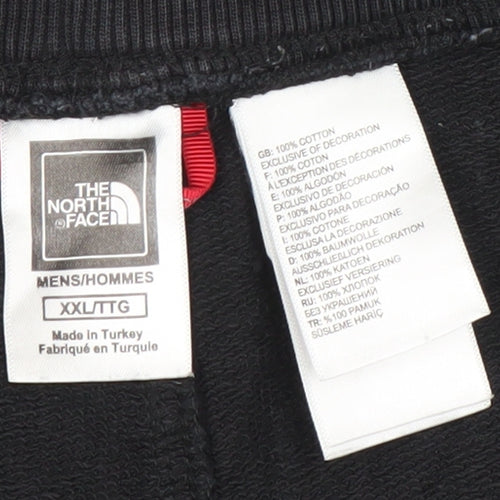 THE
NORTH
FACE
MENS/HOMMES
XXL/TTG
Made in Turkey
Fabriqué en Turquie
GB: 100% COTTON
EXCLUSIVE OF DECORATION
F: 100% COTON
À L'EXCEPTION DES DÉCORATIONS
E: 100% ALGODÓN
EXCLUSIVO DE DECORACIÓN
P: 100% ALGODÃO
EXCLUSIVO PARA DECORAÇÃO
I: 100% COTONE
ESCLUSA LA DECORAZIONE
D: 100% BAUMWOLLE
AUSSCHLIEßLICH DEKORATION
NL: 100% KATOEN
EXCLUSIEF VERSIERING
RU: 100% ХЛОПОК
БЕЗ УКРАШЕНИЙ
TR: %100 PAMUK
SÜSLEME HARİÇ